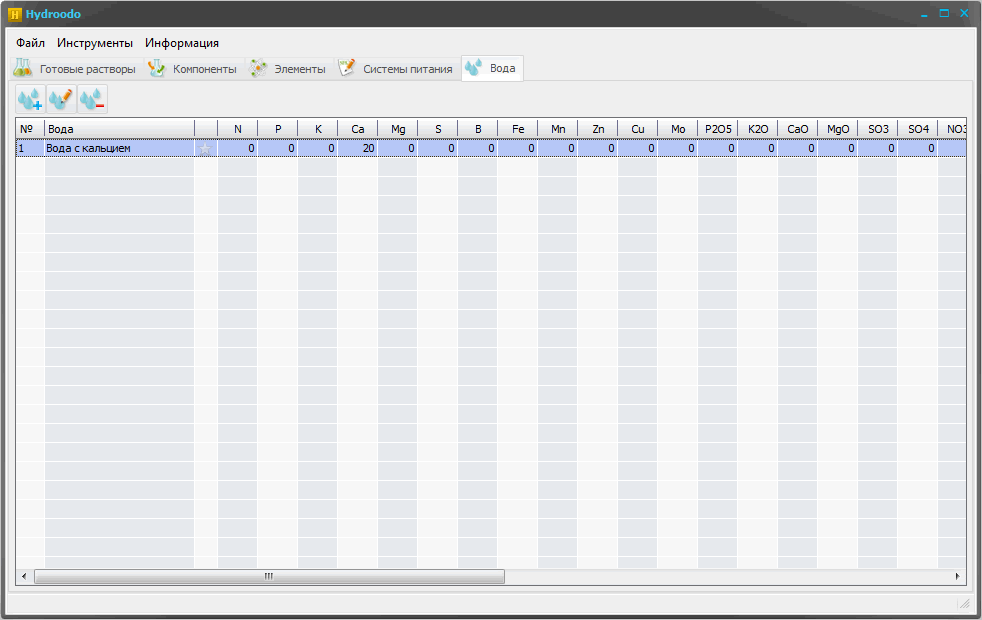 H Hydroodo
Файл Инструменты Информация
Готовые растворы Компоненты Элементы Системы питания Вода
№ Вода N P K Ca Mg S B Fe Mn Zn Cu Mo P2O5 K2O CaO MgO SO3 SO4 NO3
1 Вода с кальцием 0 0 0 20 0 0 0 0 0 0 0 0 0 0 0 0 0 0